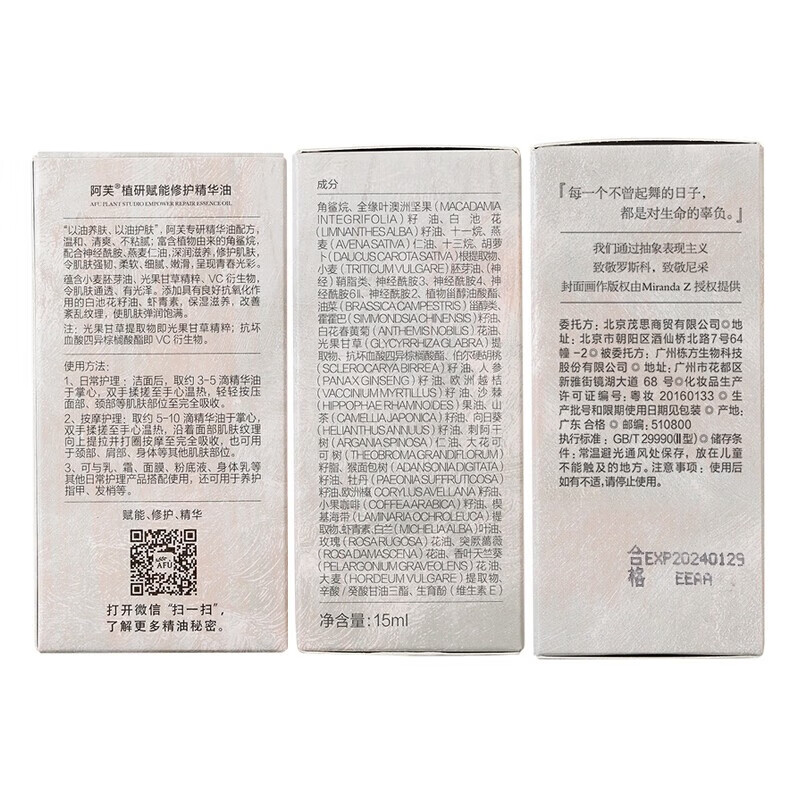 阿芙®植研赋能修护精华油
AFU PLANT STUDIO EMPOWER REPAIR ESSENCE OIL
“以油养肤、以油护肤”,阿芙专研精华油配方,
温和、清爽、不粘腻;富含植物由来的角鲨烷,
配合神经酰胺、燕麦仁油,深润滋养,修护肌肤,
令肌肤强韧、柔软、细腻、嫩滑,呈现青春光彩。
蕴含小麦胚芽油、光果甘草精粹、VC 衍生物,
令肌肤通透、有光泽。添加具有良好抗氧化作
用的白池花籽油、虾青素,保湿滋养,改善
紊乱纹理,使肌肤弹润饱满。
注:光果甘草提取物即光果甘草精粹;抗坏
血酸四异棕榈酸酯即 VC 衍生物。
使用方法:
1、日常护理:洁面后,取约 3-5 滴精华油
于掌心,双手揉搓至手心温热,轻轻按压
面部、颈部等肌肤部位至完全吸收。
2、按摩护理:取约 5-10 滴精华油于掌心,
双手揉搓至手心温热,沿着面部肌肤纹理
向上提拉并打圈按摩至完全吸收,也可用
于颈部、肩部、身体等其他肌肤部位。
3、可与乳、霜、面膜、粉底液、身体乳等
其他日常护理产品搭配使用,还可用于养护
指甲、发梢等。
赋能、修护、精华
AFU
打开微信“扫一扫”,
了解更多精油秘密。
成分
角鲨烷、全缘叶澳洲坚果(MACADAMIA
INTEGRIFOLIA)籽油、白池花
(LIMNANTHES ALBA)籽油、十一烷、燕
麦(AVENA SATIVA)仁油、十三烷、胡萝
卜(DAUCUS CAROTA SATIVA)根提取物、
小麦(TRITICUM VULGARE)胚芽油、(神
经)鞘脂类、神经酰胺3、神经酰胺4、神
经酰胺6Ⅱ、神经酰胺2、植物甾醇油酸酯、
油菜(BRASSICA CAMPESTRIS)甾醇类、
霍霍巴(SIMMONDSIA CHINENSIS)籽油、
白花春黄菊(ANTHEMIS NOBILIS)花油、
光果甘草(GLYCYRRHIZA GLABRA)提
取物、抗坏血酸四异棕榈酸酯、伯尔硬胡桃
(SCLEROCARYA BIRREA)籽油、人参
(PANAX GINSENG)籽油、欧洲越桔
(VACCINIUM MYRTILLUS)籽油、沙棘
(HIPPOPHAE RHAMNOIDES)果油、山
茶(CAMELLIA JAPONICA)籽油、向日葵
(HELIANTHUS ANNUUS)籽油、刺阿干
树(ARGANIA SPINOSA)仁油、大花可
可树(THEOBROMA GRANDIFLORUM)
籽脂、猴面包树(ADANSONIA DIGITATA)
籽油、牡丹(PAEONIA SUFFRUTICOSA)
籽油、欧洲榛(CORYLUS AVELLANA)籽油、
小果咖啡(COFFEA ARABICA)籽油、楔
基海带(LAMINARIA OCHROLEUCA)提
取物、虾青素、白兰(MICHELIA ALBA)叶油、
玫瑰(ROSA RUGOSA)花油、突厥蔷薇
(ROSA DAMASCENA)花油、香叶天竺葵
(PELARGONIUM GRAVEOLENS)花油、
大麦(HORDEUM VULGARE)提取物、
辛酸/癸酸甘油三酯、生育酚(维生素E)
净含量:15ml
『每一个不曾起舞的日子,
都是对生命的辜负。』
我们通过抽象表现主义
致敬罗斯科,致敬尼采
封面画作版权由Miranda Z 授权提供
委托方:北京茂思商贸有限公司◎地
址:北京市朝阳区酒仙桥北路7号64
幢-2◎被委托方:广州栋方生物科技
股份有限公司◎地址:广州市花都区
新雅街镜湖大道 68 号◎化妆品生产
许可证编号:粤妆 20160133 ◎生
产批号和限期使用日期见包装◎产地:
广东 合格◎邮编:510800
执行标准:GB/T 29990(Ⅱ型)◎储存条
件:常温避光通风处保存,放在儿童
不能触及的地方。注意事项:使用后
如有不适,请停止使用。
合格
EXP20240129
EEAA